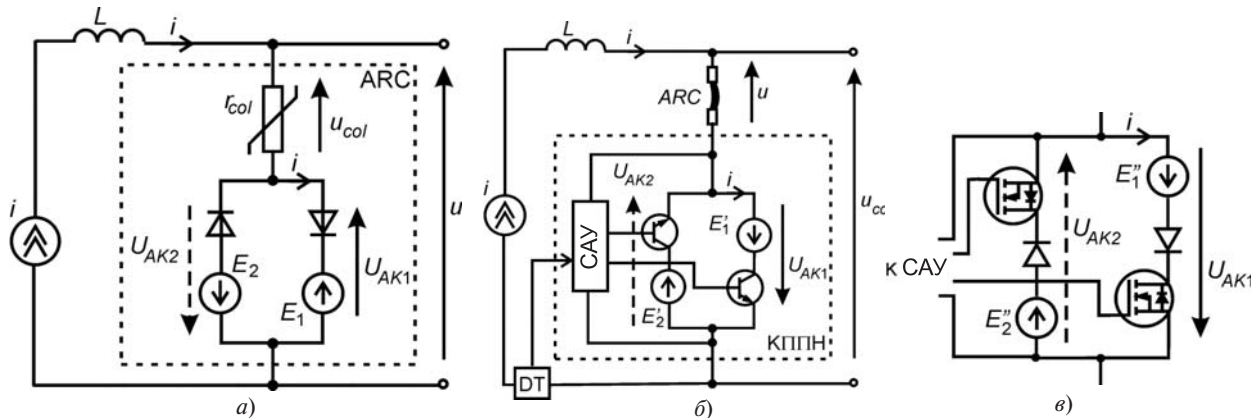 L
i
ARC
r_col
u_col
i
i
u
U_AK2
E_2
E_1
U_AK1
а)
L
i
ARC
u
i
U_AK2
i
E'_1
САУ
u_cc
U_AK1
E'_2
КППН
DT
б)
i
E''_1
U_AK2
к САУ
U_AK1
E''_2
в)